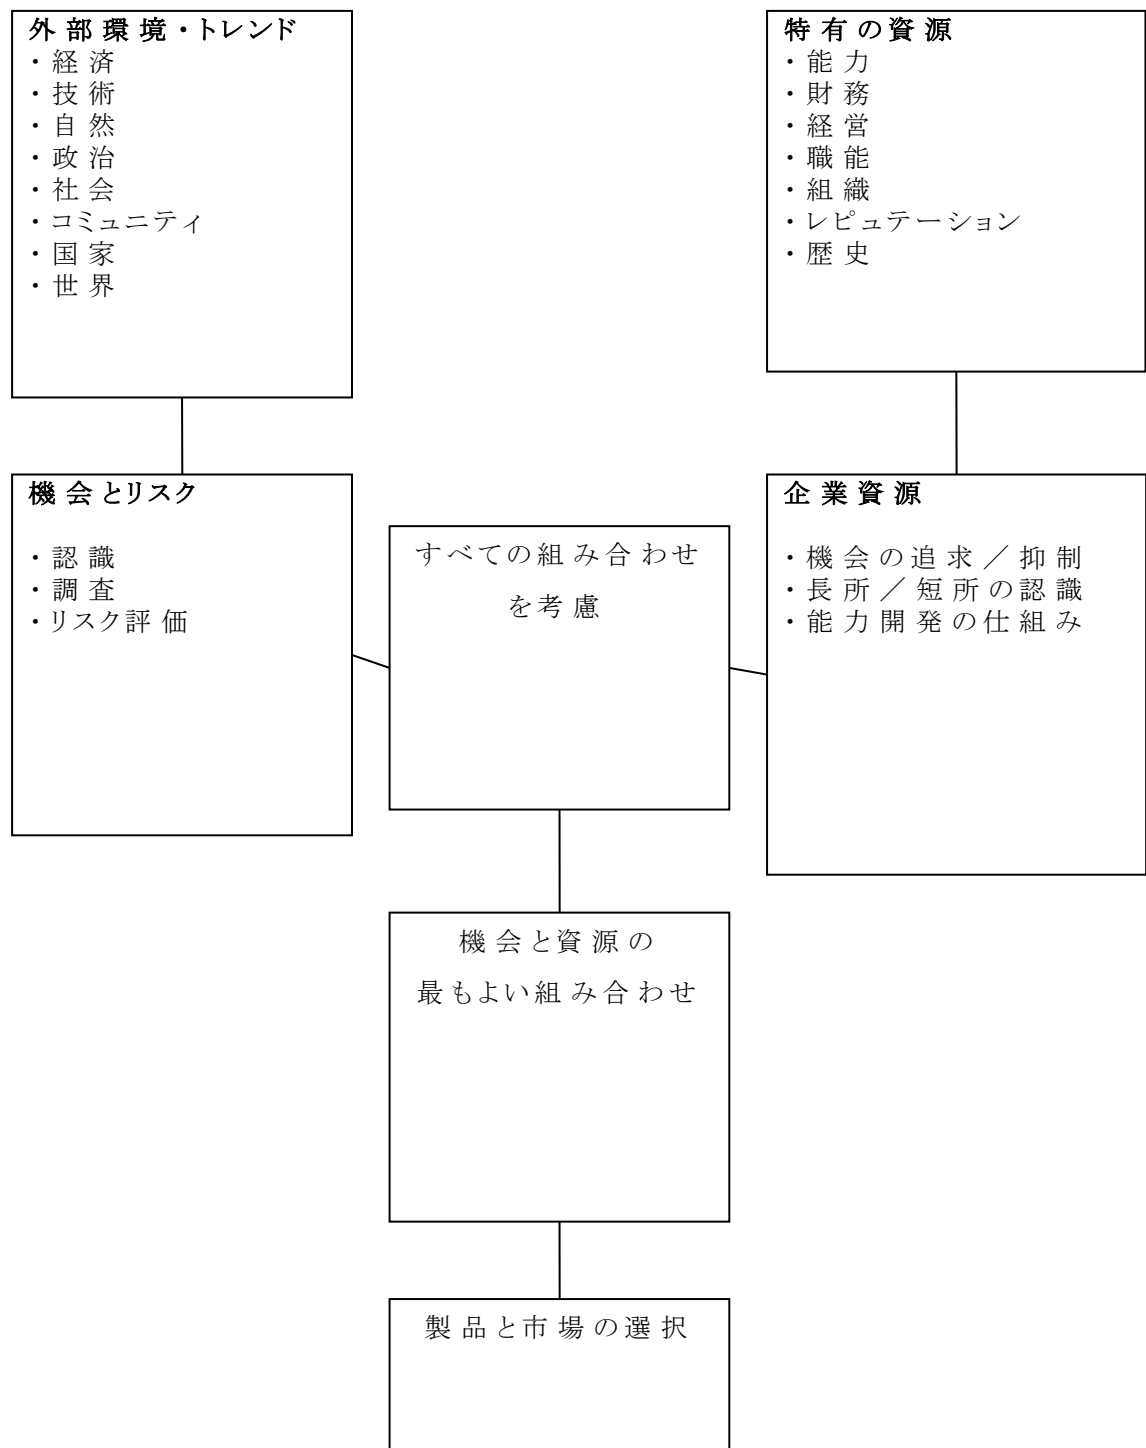 外部環境・トレンド
・経済
・技術
・自然
・政治
・社会
・コミュニティ
・国家
・世界
特有の資源
・能力
・財務
・経営
・職能
・組織
・レピュテーション
・歴史
機会とリスク
・認識
・調査
・リスク評価
すべての組み合わせ
を考慮
企業資源
・機会の追求／抑制
・長所／短所の認識
・能力開発の仕組み
機会と資源の
最もよい組み合わせ
製品と市場の選択